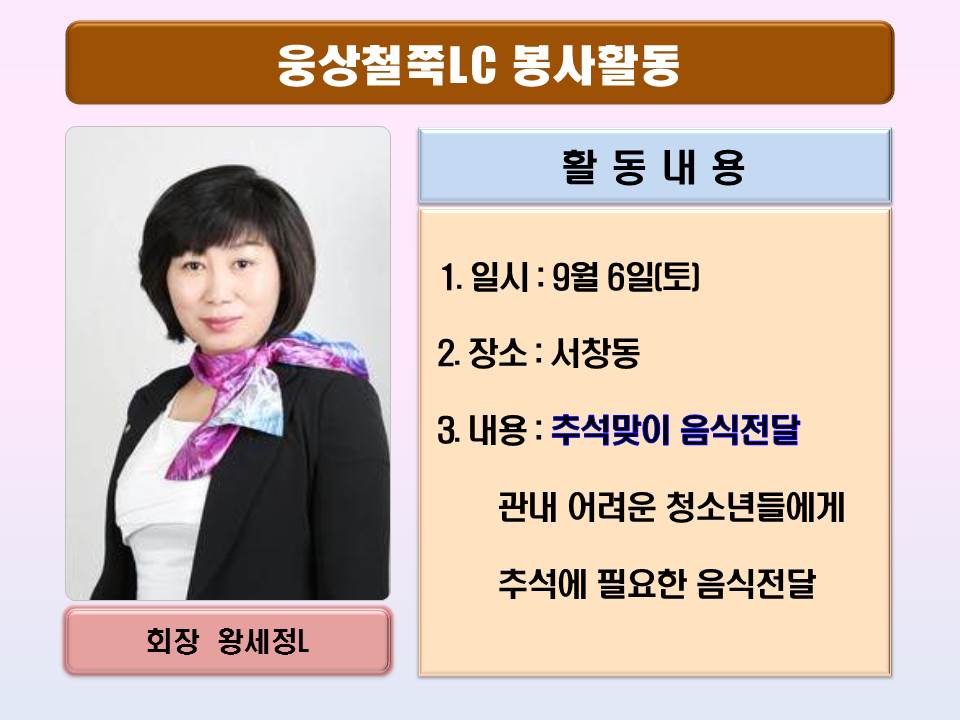 웅상철쭉LC 봉사활동
활 동 내 용
1. 일시 : 9월 6일(토)
2. 장소 : 서창동
3. 내용 : 추석맞이 음식전달
관내 어려운 청소년들에게
추석에 필요한 음식전달
회장 왕세정L